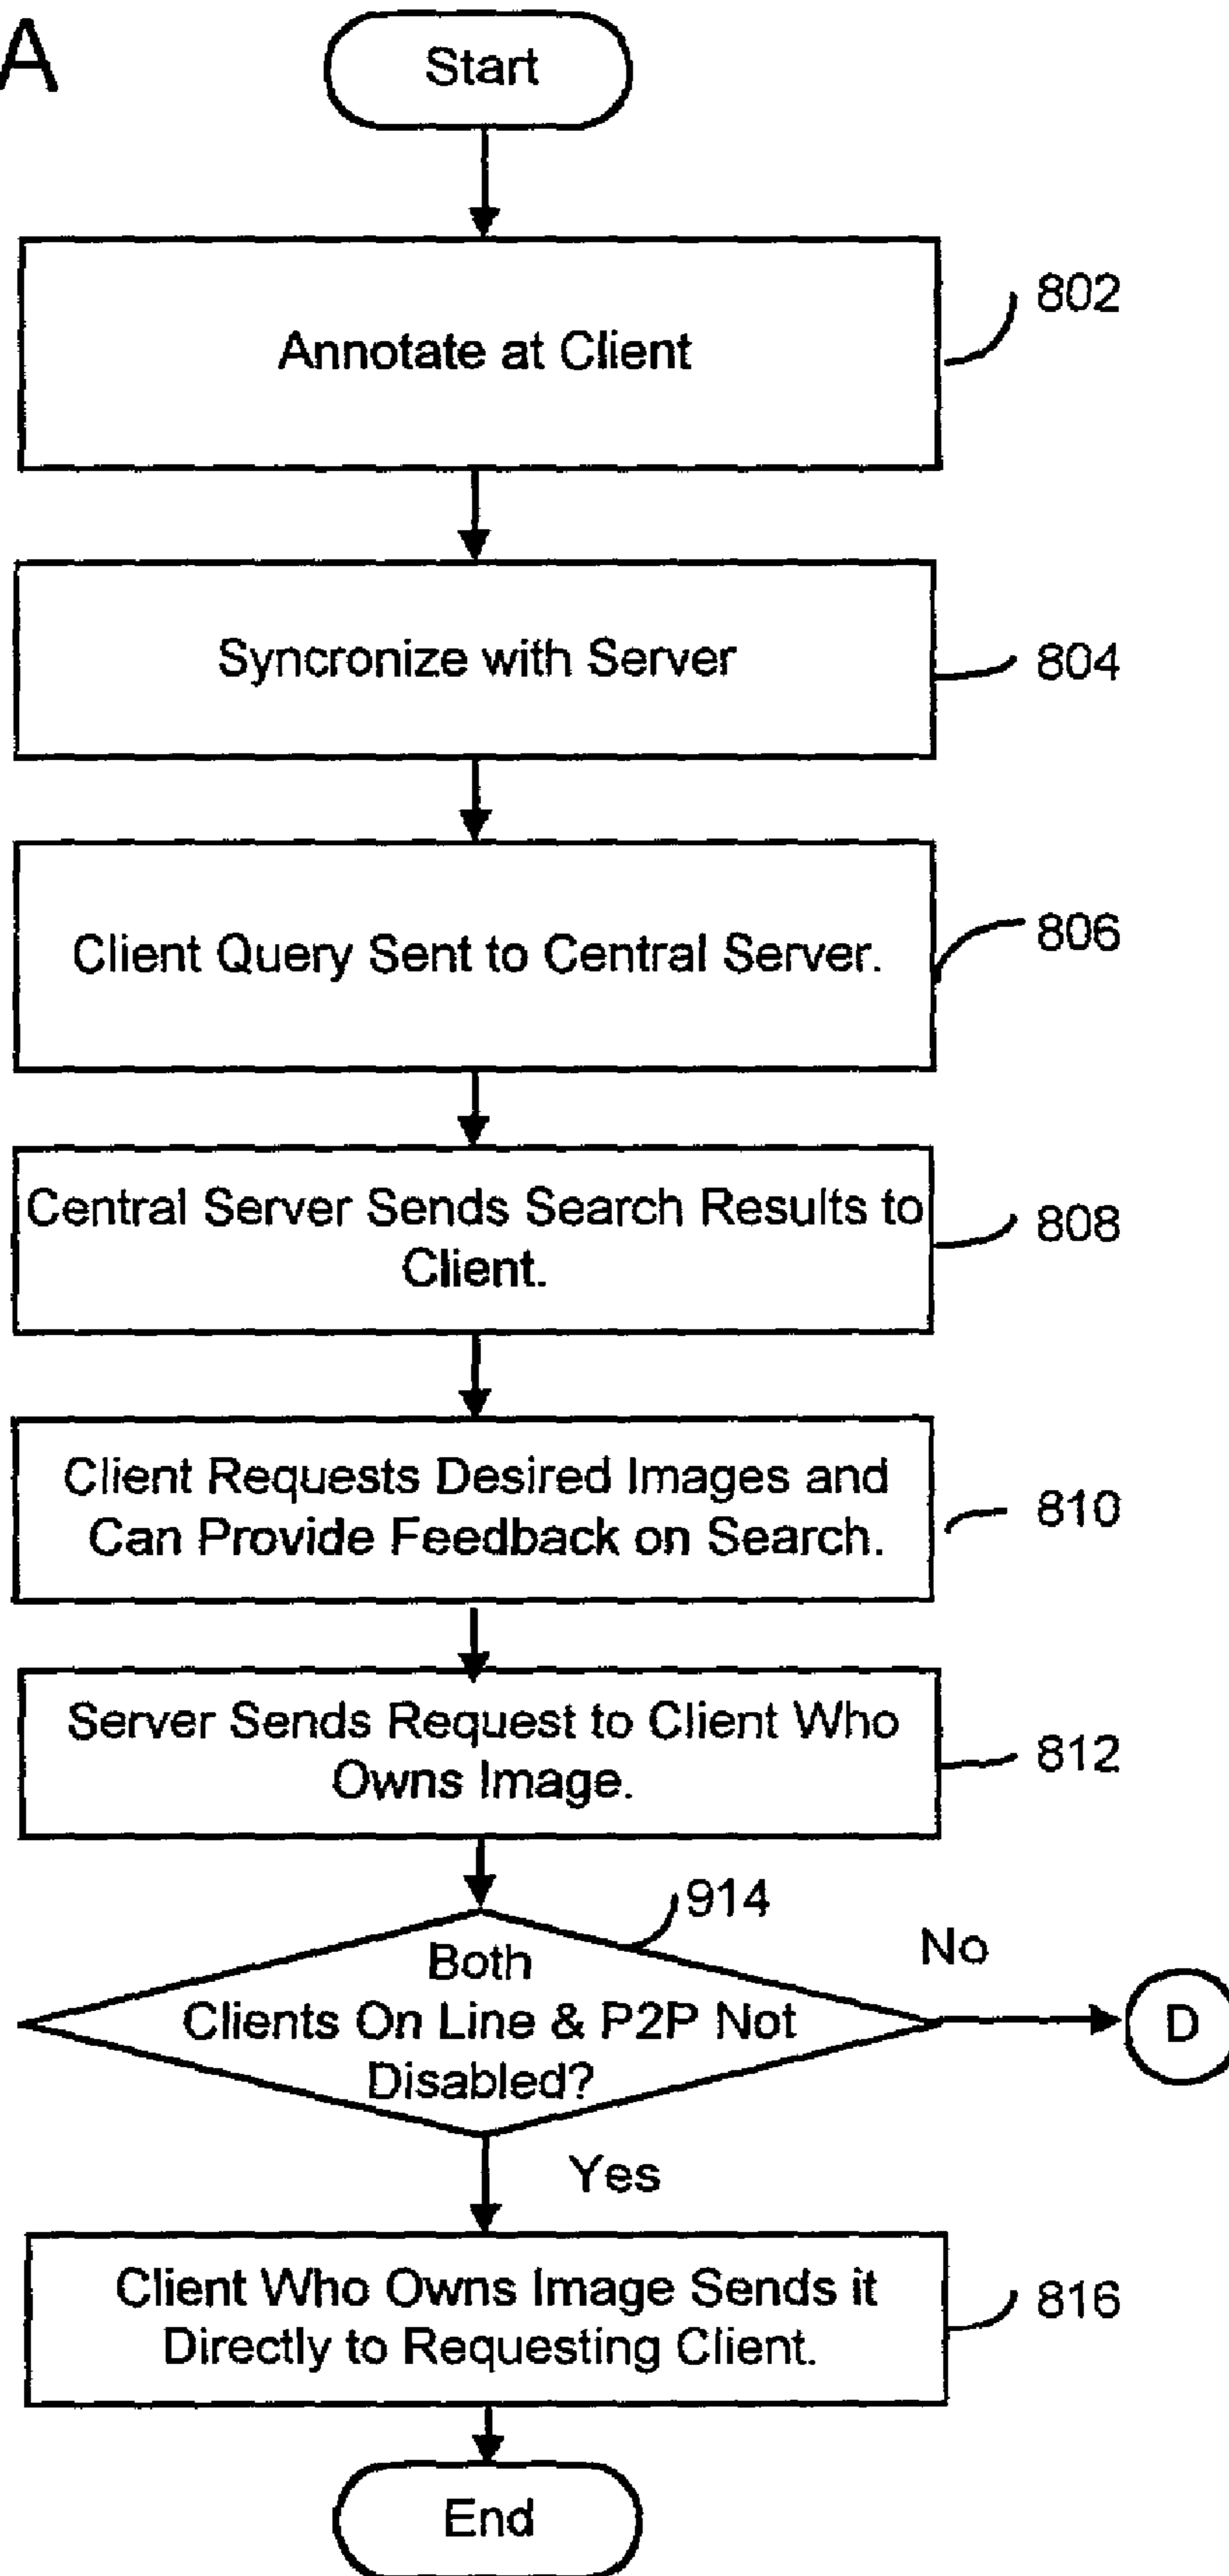 A
Start
Annotate at Client
802
Syncronize with Server
804
Client Query Sent to Central Server.
806
Central Server Sends Search Results to
Client.
808
Client Requests Desired Images and
Can Provide Feedback on Search.
810
Server Sends Request to Client Who
Owns Image.
812
914
Both
Clients On Line & P2P Not
Disabled?
No
D
Yes
Client Who Owns Image Sends it
Directly to Requesting Client.
816
End